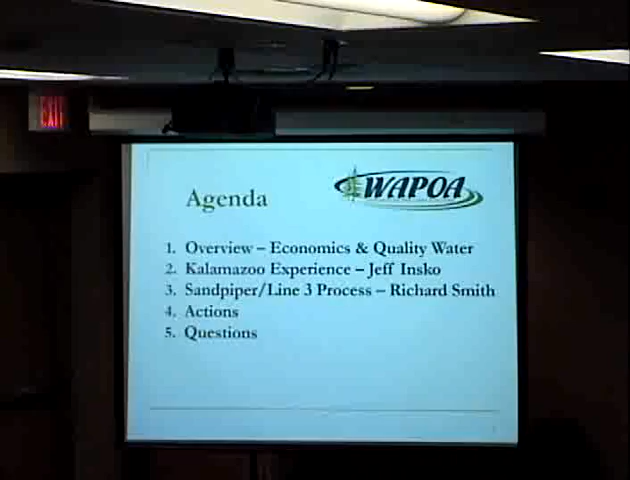 EXIT
WAPOA
Agenda
1. Overview – Economics & Quality Water
2. Kalamazoo Experience – Jeff Insko
3. Sandpiper/Line 3 Process – Richard Smith
4. Actions
5. Questions